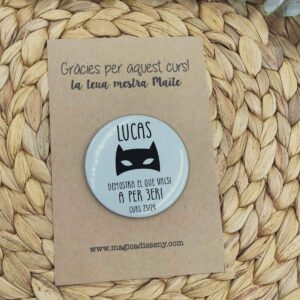 Gràcies per aquest curs!
la teua mestra Maite
LUCAS
DEMOSTRA EL QUE VALS!
A PER 3ER!
CURS 23/24
www.magicadisseny.com